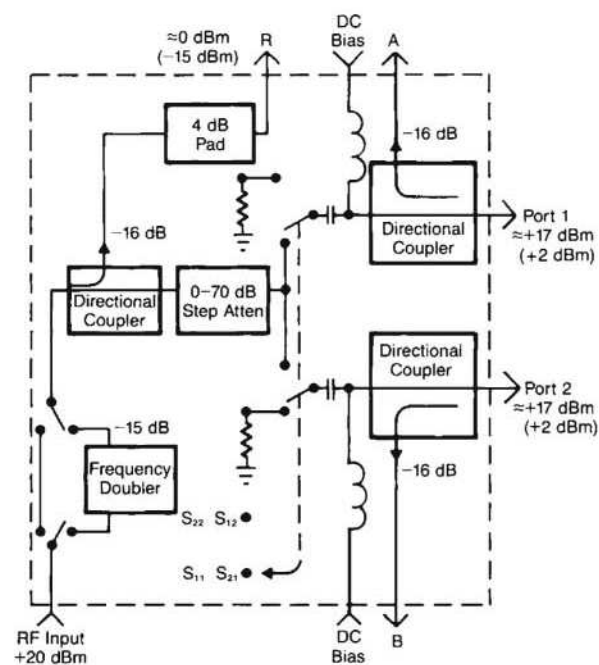 ≈0 dBm
(−15 dBm)
R
DC
Bias
A
4 dB
Pad
−16 dB
−16 dB
Directional
Coupler
Port 1
≈+17 dBm
(+2 dBm)
Directional
Coupler
0–70 dB
Step Atten
Directional
Coupler
Port 2
≈+17 dBm
(+2 dBm)
−15 dB
−16 dB
Frequency
Doubler
S₂₂ S₁₂
S₁₁ S₂₁
RF Input
+20 dBm
DC
Bias
B